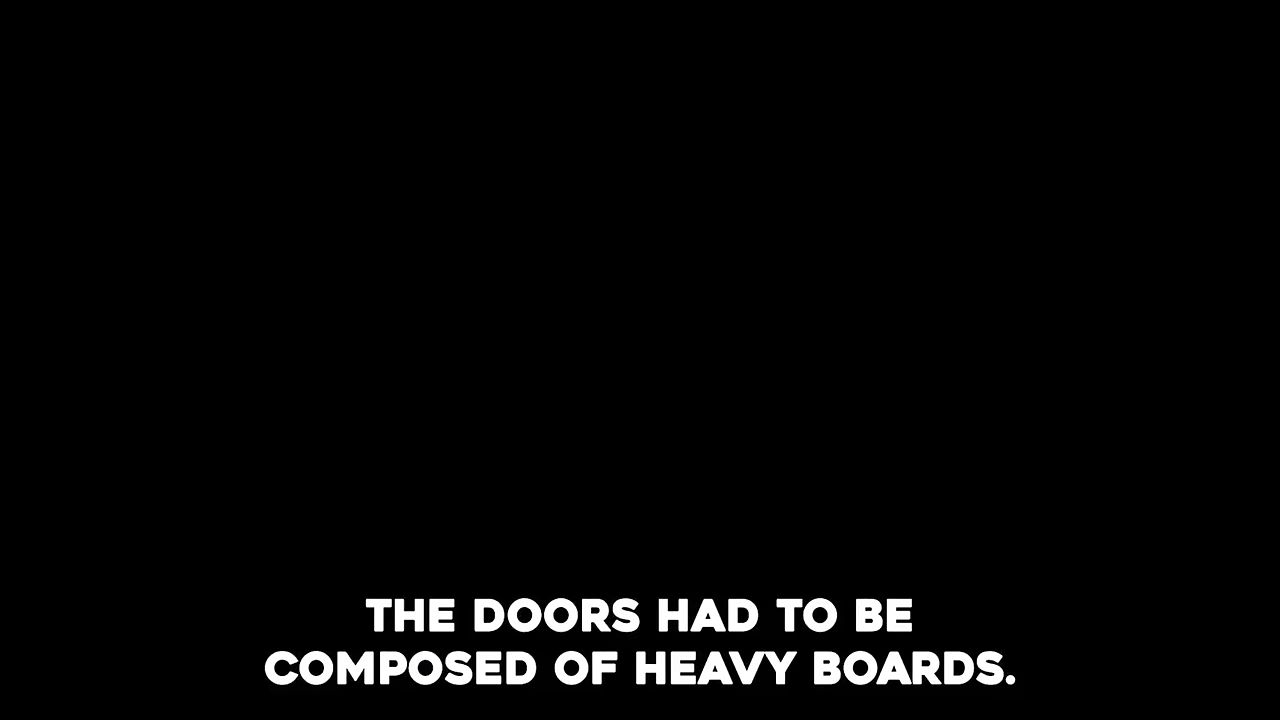 THE DOORS HAD TO BE
COMPOSED OF HEAVY BOARDS.